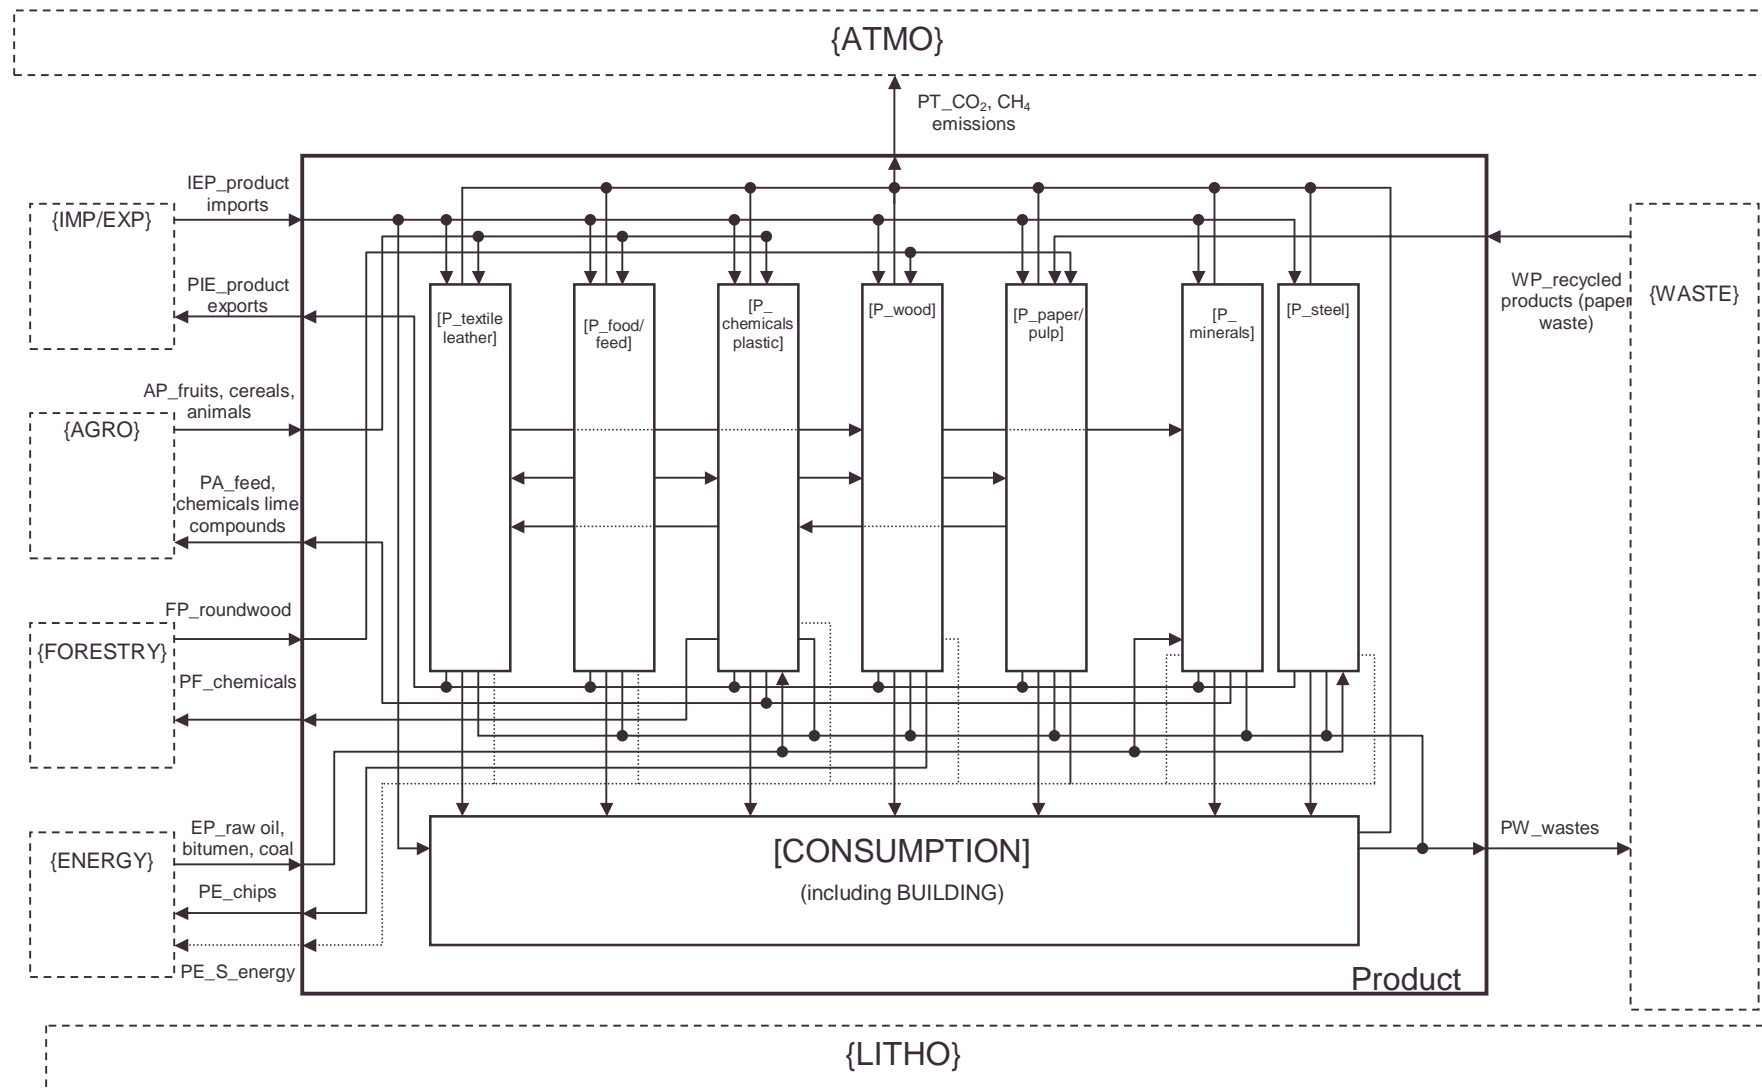 {ATMO}
PT_CO₂, CH₄
emissions
IEP_product
imports
{IMP/EXP}
PIE_product
exports
WP_recycled
products (paper
waste)
{WASTE}
[P_textile
leather]
[P_food/
feed]
[P_
chemicals
plastic]
[P_wood]
[P_paper/
pulp]
[P_
minerals]
[P_steel]
AP_fruits, cereals,
animals
{AGRO}
PA_feed,
chemicals lime
compounds
FP_roundwood
{FORESTRY}
PF_chemicals
EP_raw oil,
bitumen, coal
{ENERGY}
PE_chips
PE_S_energy
[CONSUMPTION]
(including BUILDING)
PW_wastes
Product
{LITHO}